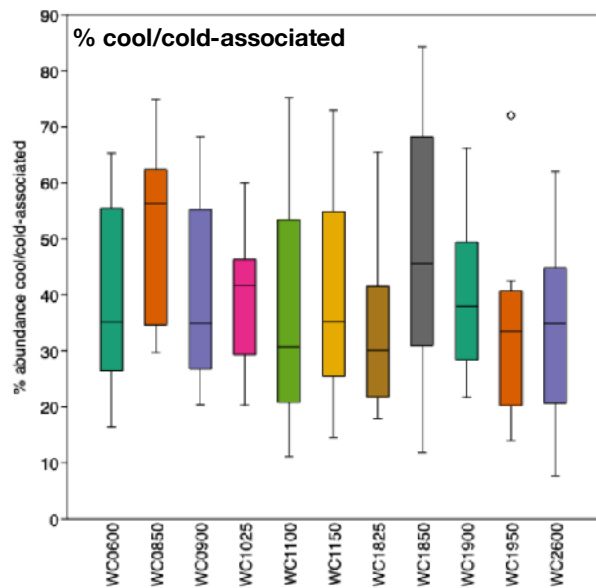 % cool/cold-associated
% abundance cool/cold-associated
90
80
70
60
50
40
30
20
10
0
WC0600
WC0850
WC0900
WC1025
WC1100
WC1150
WC1825
WC1850
WC1900
WC1950
WC2600